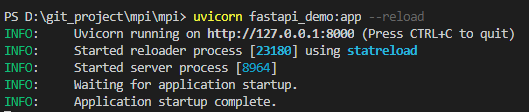 PS D:\git_project\mpi\mpi> uvicorn fastapi_demo:app --reload
INFO:     Uvicorn running on http://127.0.0.1:8000 (Press CTRL+C to quit)
INFO:     Started reloader process [23180] using statreload
INFO:     Started server process [8964]
INFO:     Waiting for application startup.
INFO:     Application startup complete.